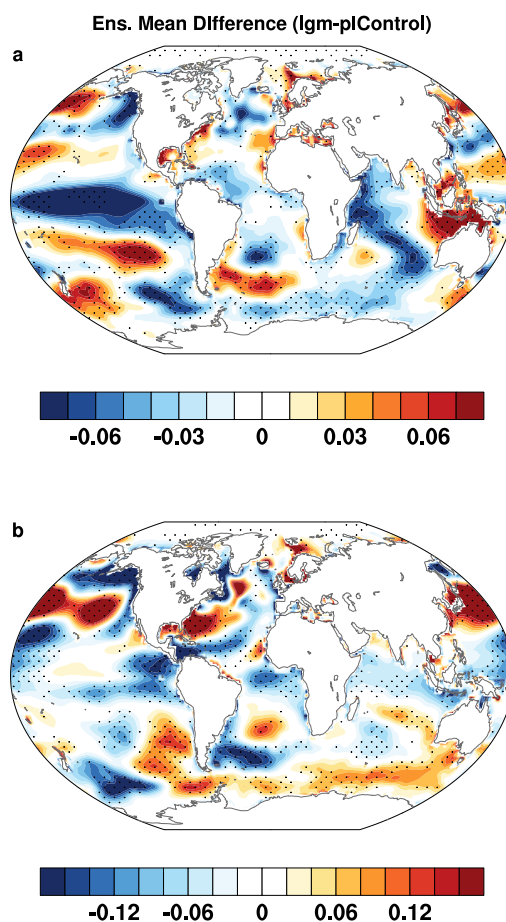 Ens. Mean DIfference (lgm-pIControl)
a
-0.06 -0.03 0 0.03 0.06
b
-0.12 -0.06 0 0.06 0.12